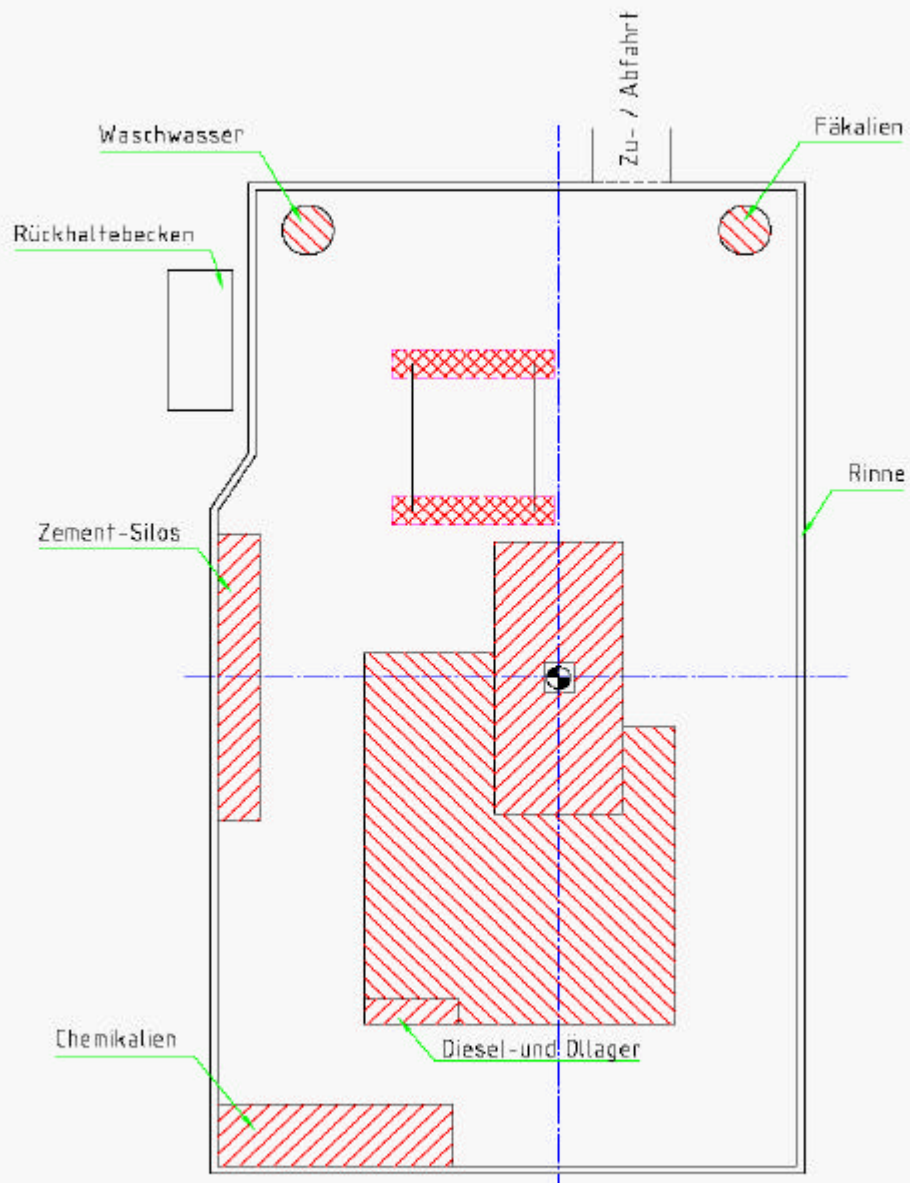 Zu- / Abfahrt
Waschwasser
Fäkalien
Rückhaltebecken
Rinne
Zement-Silos
Chemikalien
Diesel-und Öllager